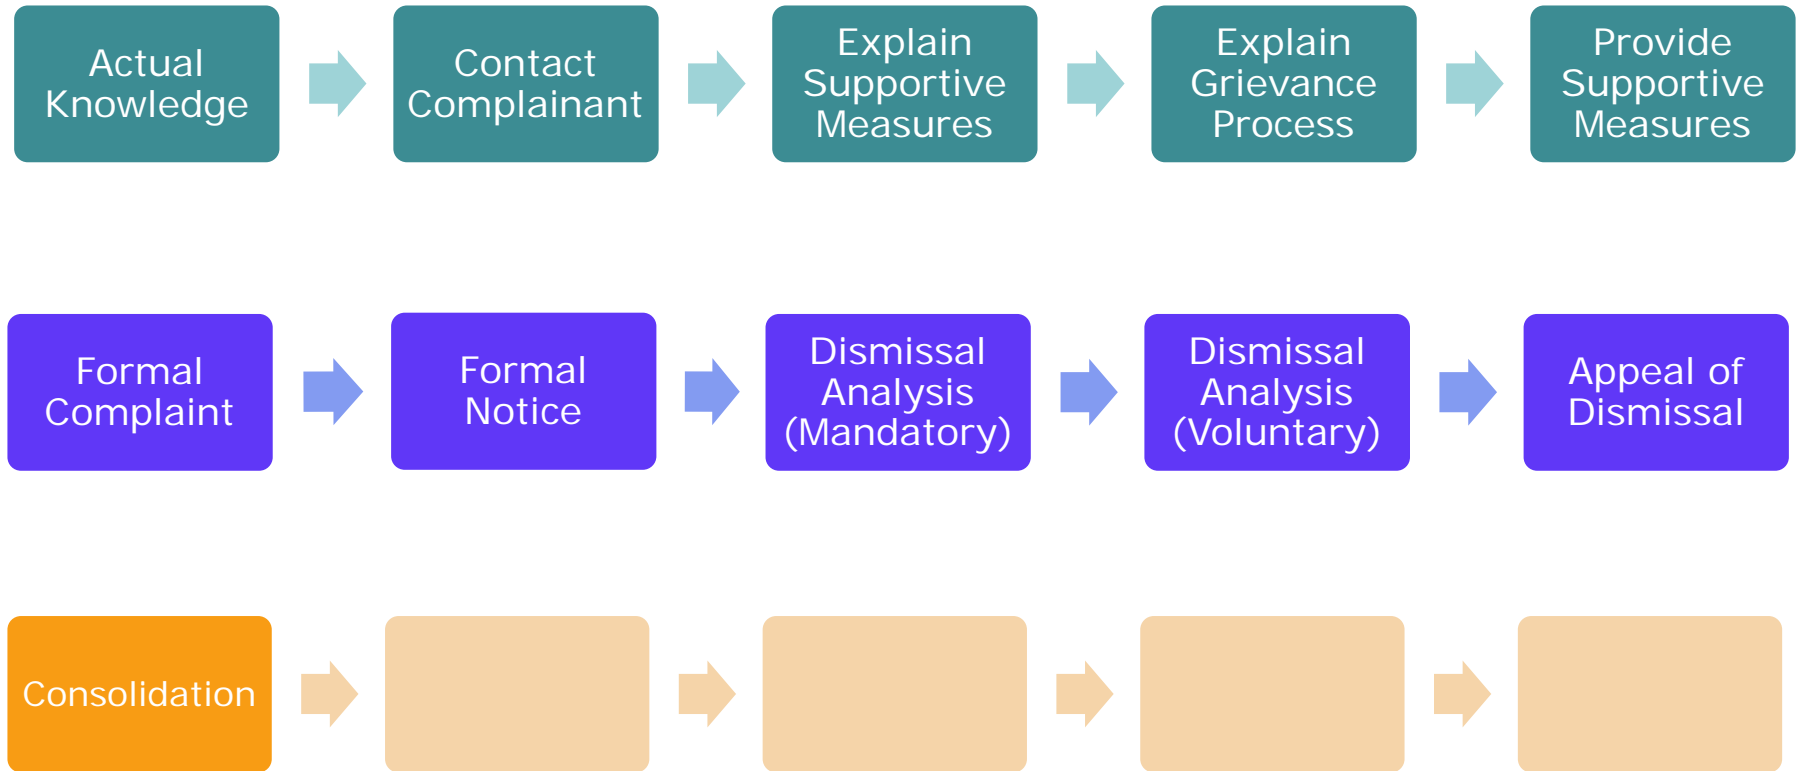 Actual
Knowledge
Contact
Complainant
Explain
Supportive
Measures
Explain
Grievance
Process
Provide
Supportive
Measures
Formal
Complaint
Formal
Notice
Dismissal
Analysis
(Mandatory)
Dismissal
Analysis
(Voluntary)
Appeal of
Dismissal
Consolidation